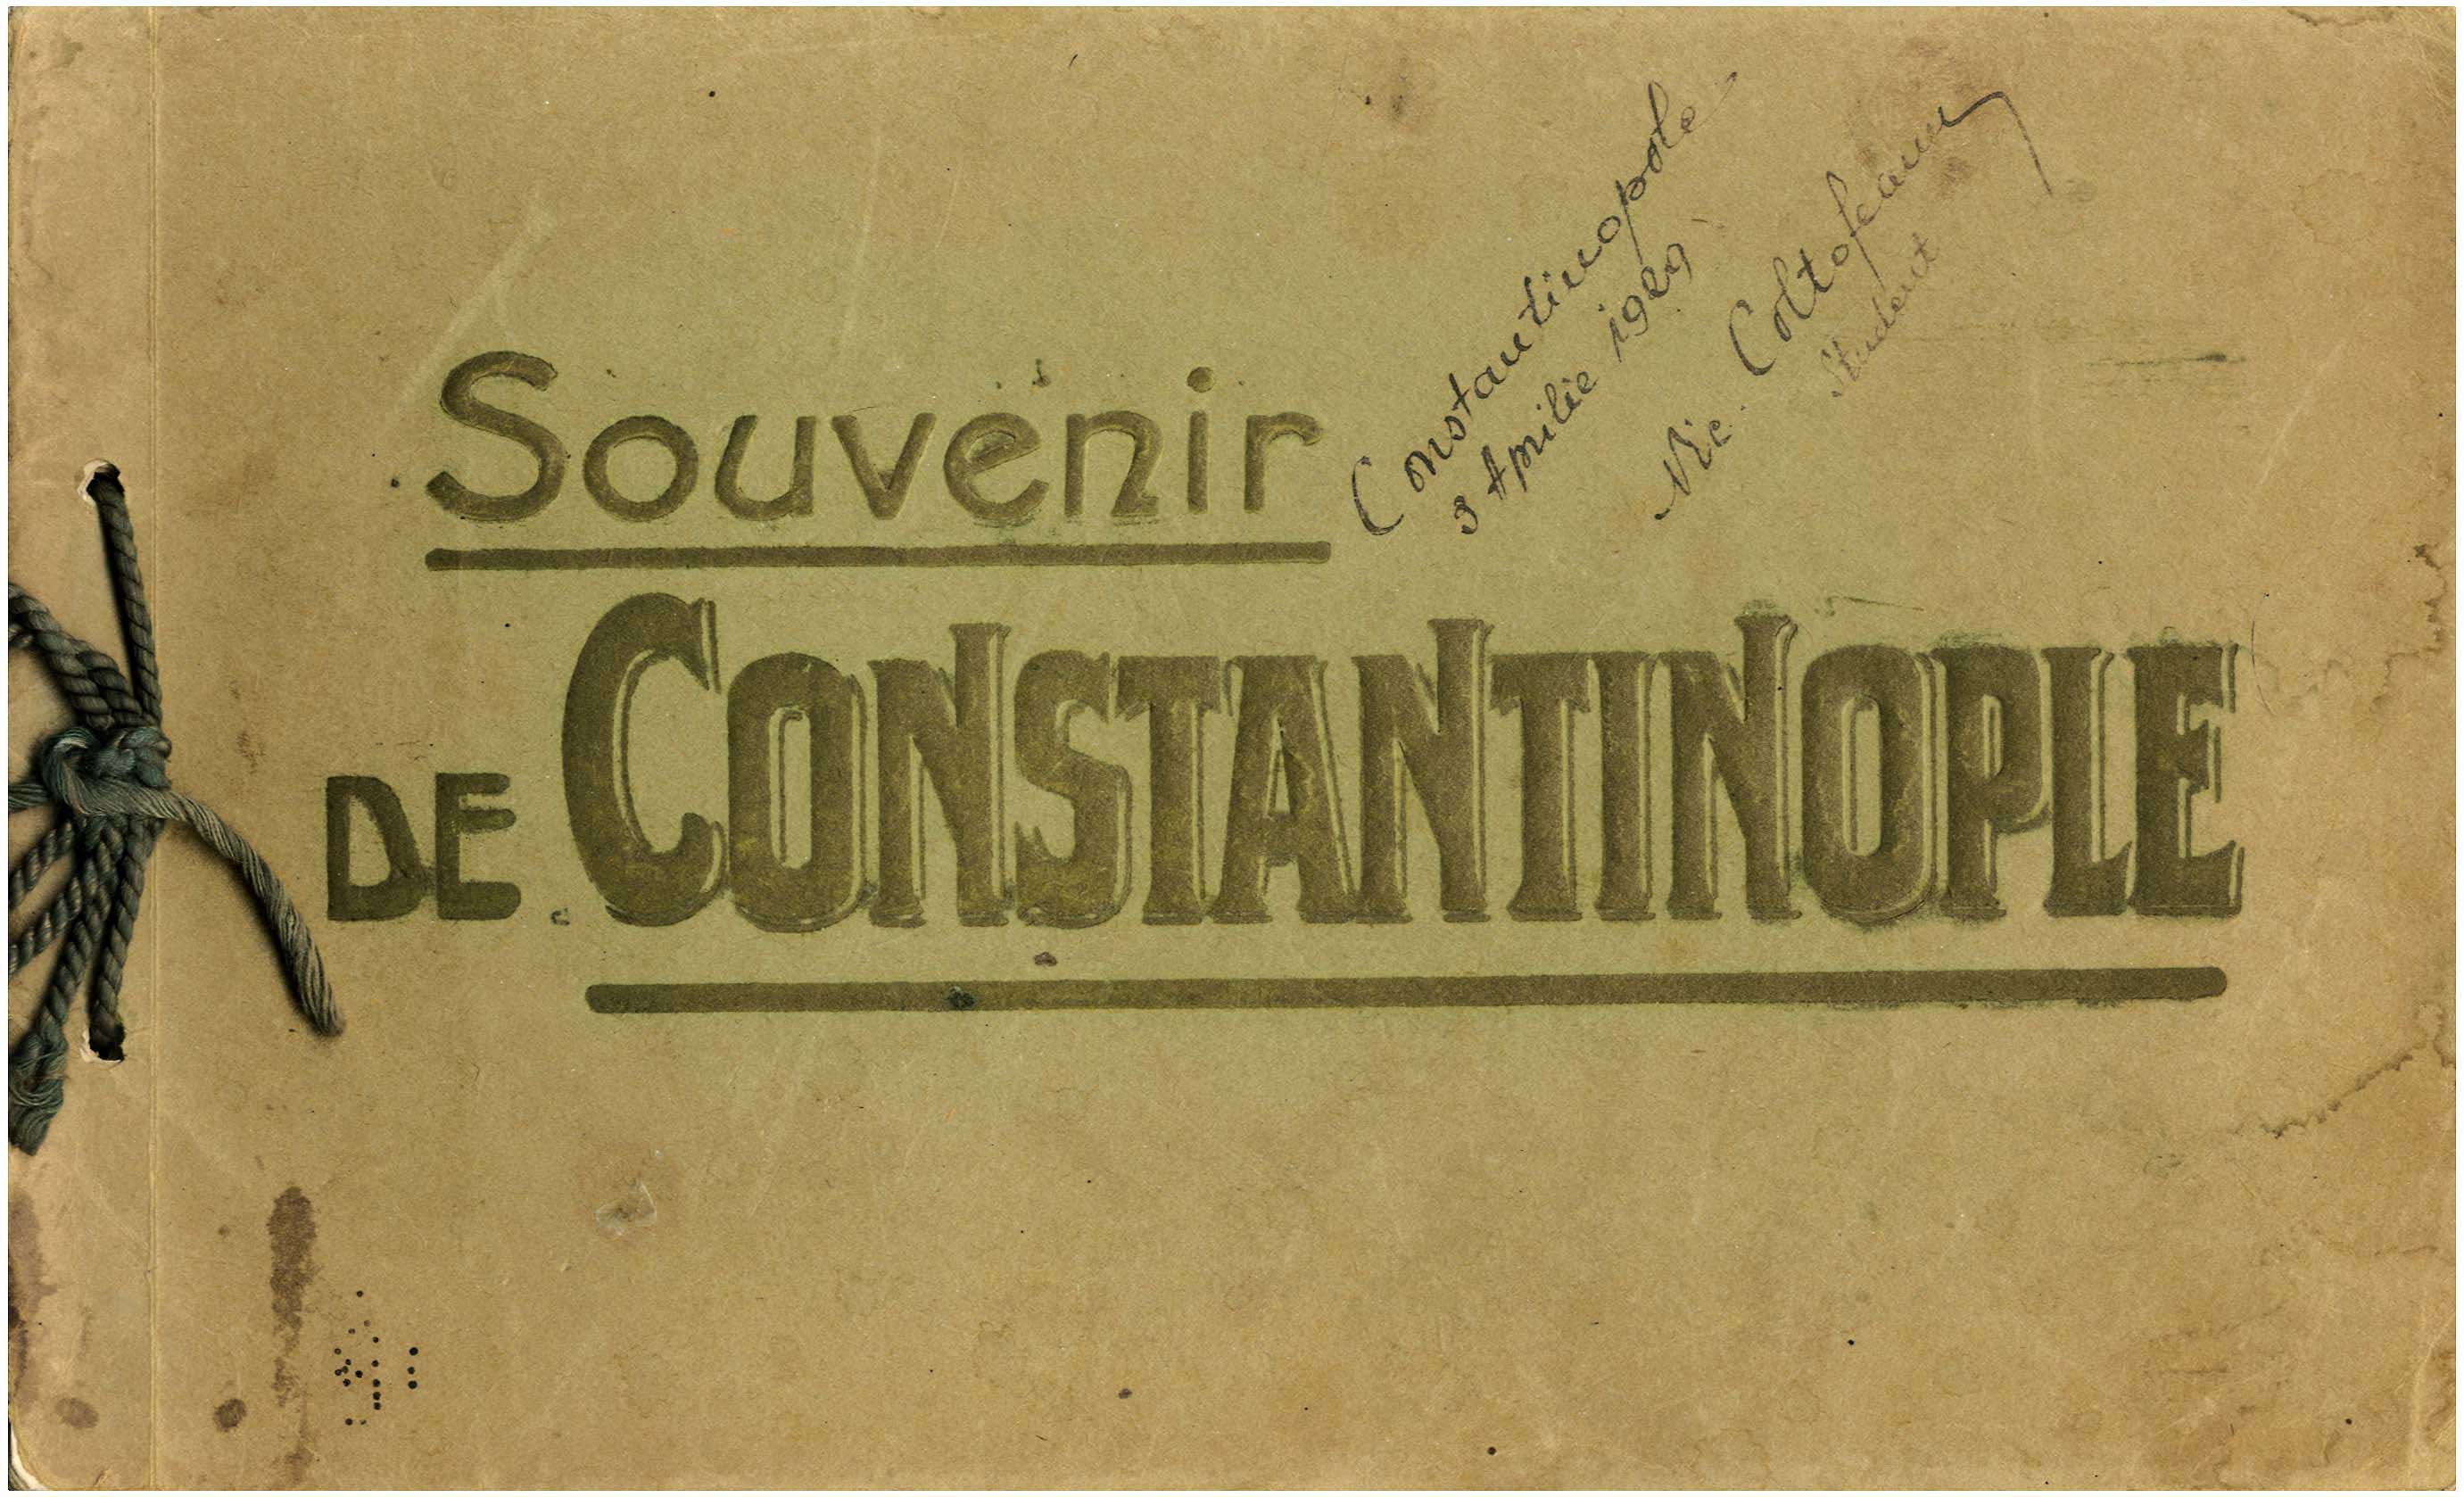 Souvenir
DE CONSTANTINOPLE
Constantinopole
3 Aprilie 1929
Nic. Coltofeanu
Student